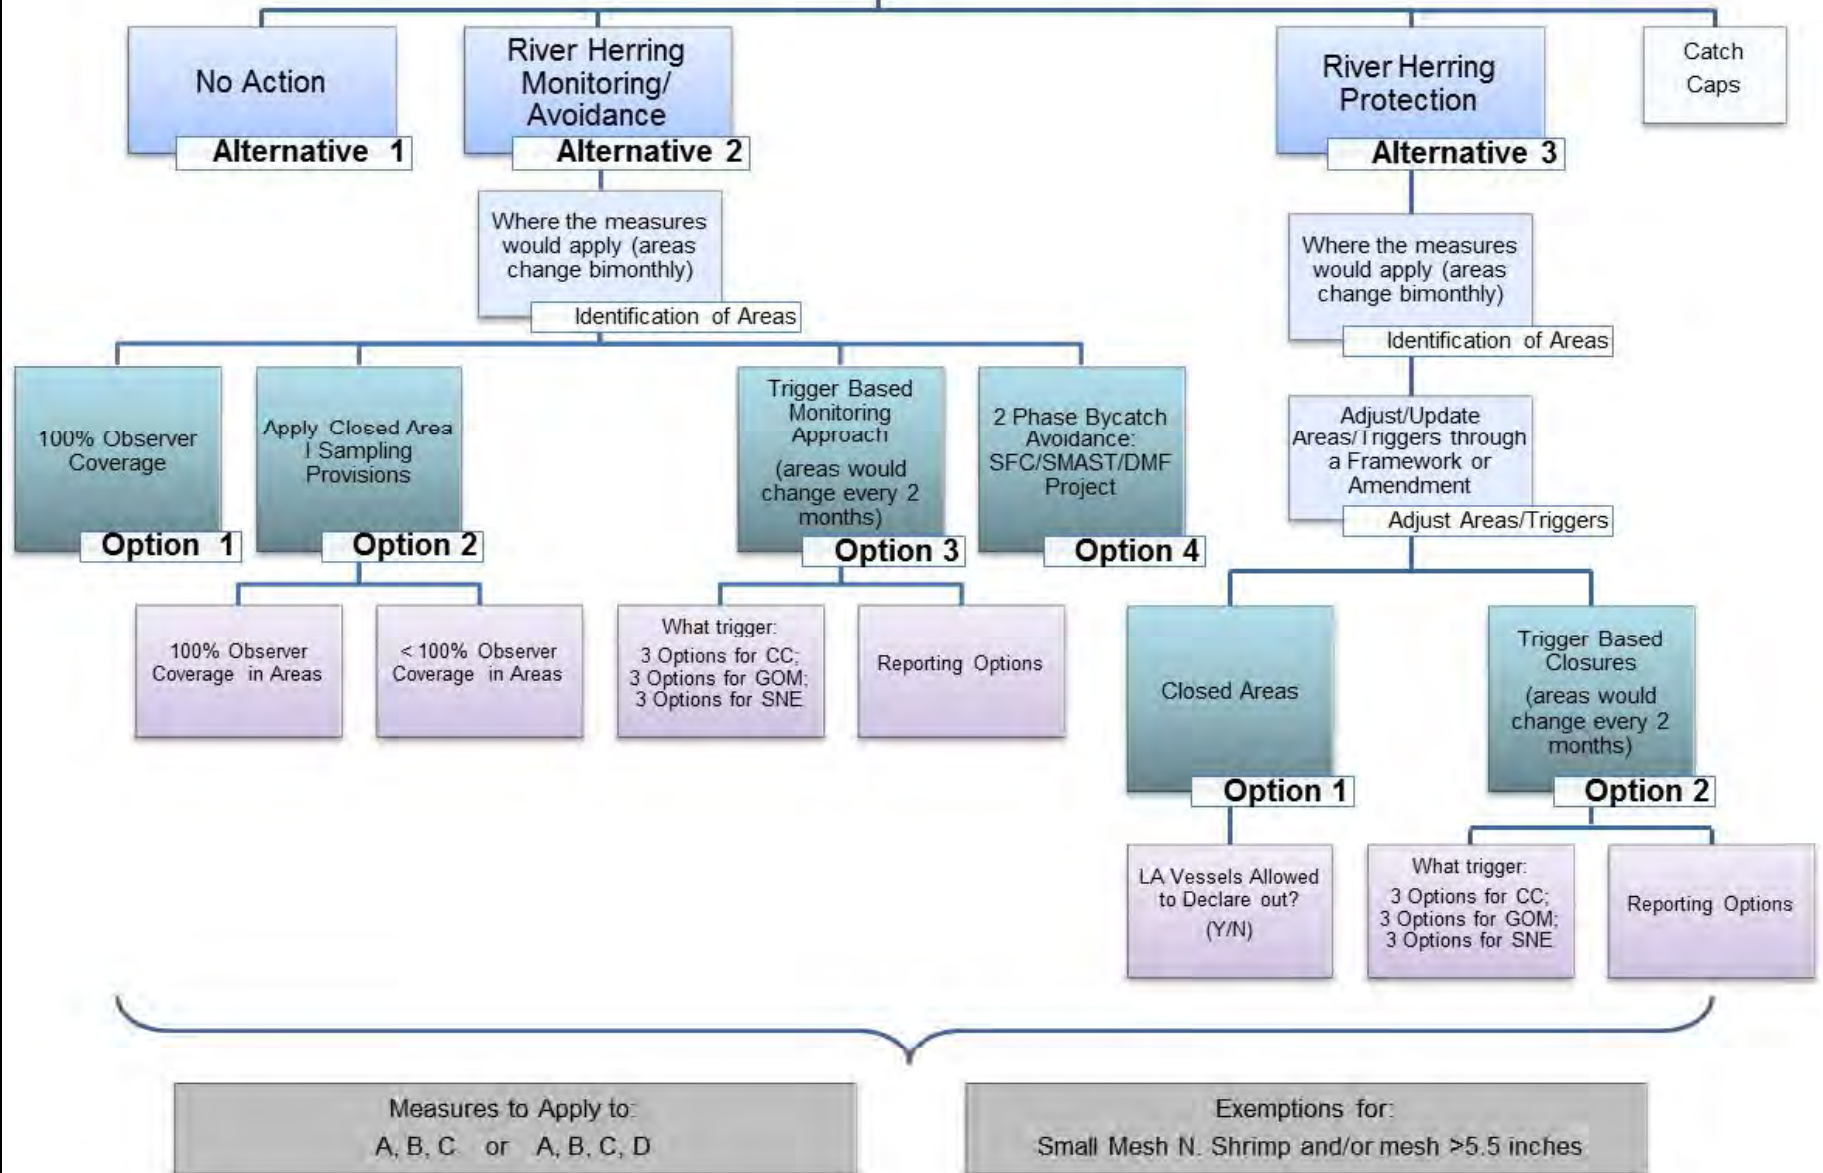 No Action
Alternative 1
River Herring
Monitoring/
Avoidance
Alternative 2
River Herring
Protection
Alternative 3
Catch
Caps
Where the measures
would apply (areas
change bimonthly)
Identification of Areas
Where the measures
would apply (areas
change bimonthly)
Identification of Areas
100% Observer
Coverage
Option 1
Apply Closed Area
I Sampling
Provisions
Option 2
Trigger Based
Monitoring
Approach
(areas would
change every 2
months)
Option 3
2 Phase Bycatch
Avoidance:
SFC/SMAST/DMF
Project
Option 4
Adjust/Update
Areas/Triggers through
a Framework or
Amendment
Adjust Areas/Triggers
100% Observer
Coverage in Areas
< 100% Observer
Coverage in Areas
What trigger:
3 Options for CC;
3 Options for GOM;
3 Options for SNE
Reporting Options
Closed Areas
Option 1
Trigger Based
Closures
(areas would
change every 2
months)
Option 2
LA Vessels Allowed
to Declare out?
(Y/N)
What trigger:
3 Options for CC;
3 Options for GOM;
3 Options for SNE
Reporting Options
Measures to Apply to:
A, B, C or A, B, C, D
Exemptions for:
Small Mesh N. Shrimp and/or mesh >5.5 inches